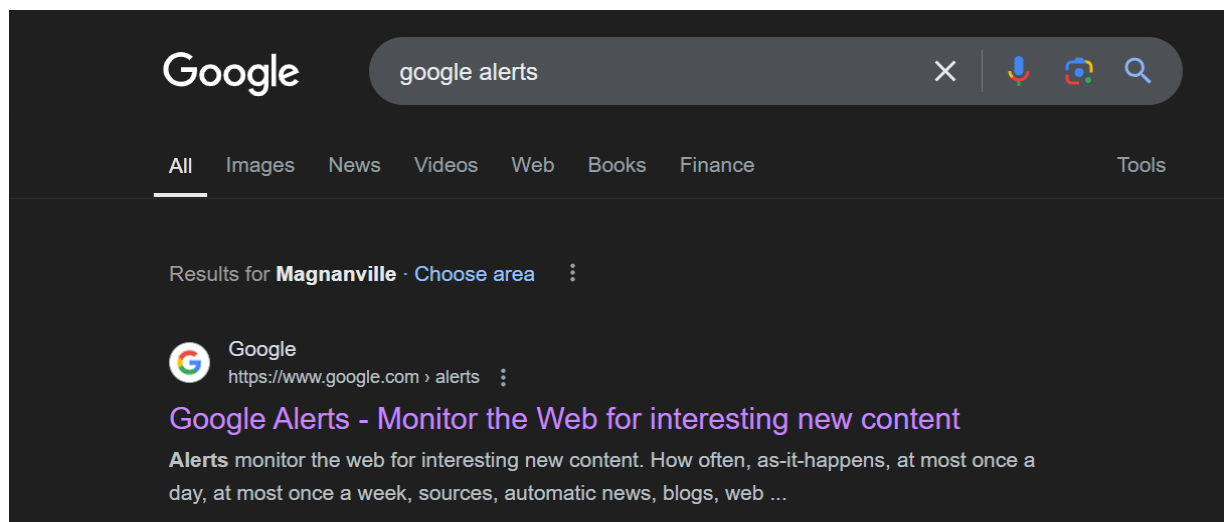 Google
google alerts
All Images News Videos Web Books Finance Tools
Results for Magnanville · Choose area
Google
https://www.google.com › alerts
Google Alerts - Monitor the Web for interesting new content
Alerts monitor the web for interesting new content. How often, as-it-happens, at most once a
day, at most once a week, sources, automatic news, blogs, web ...